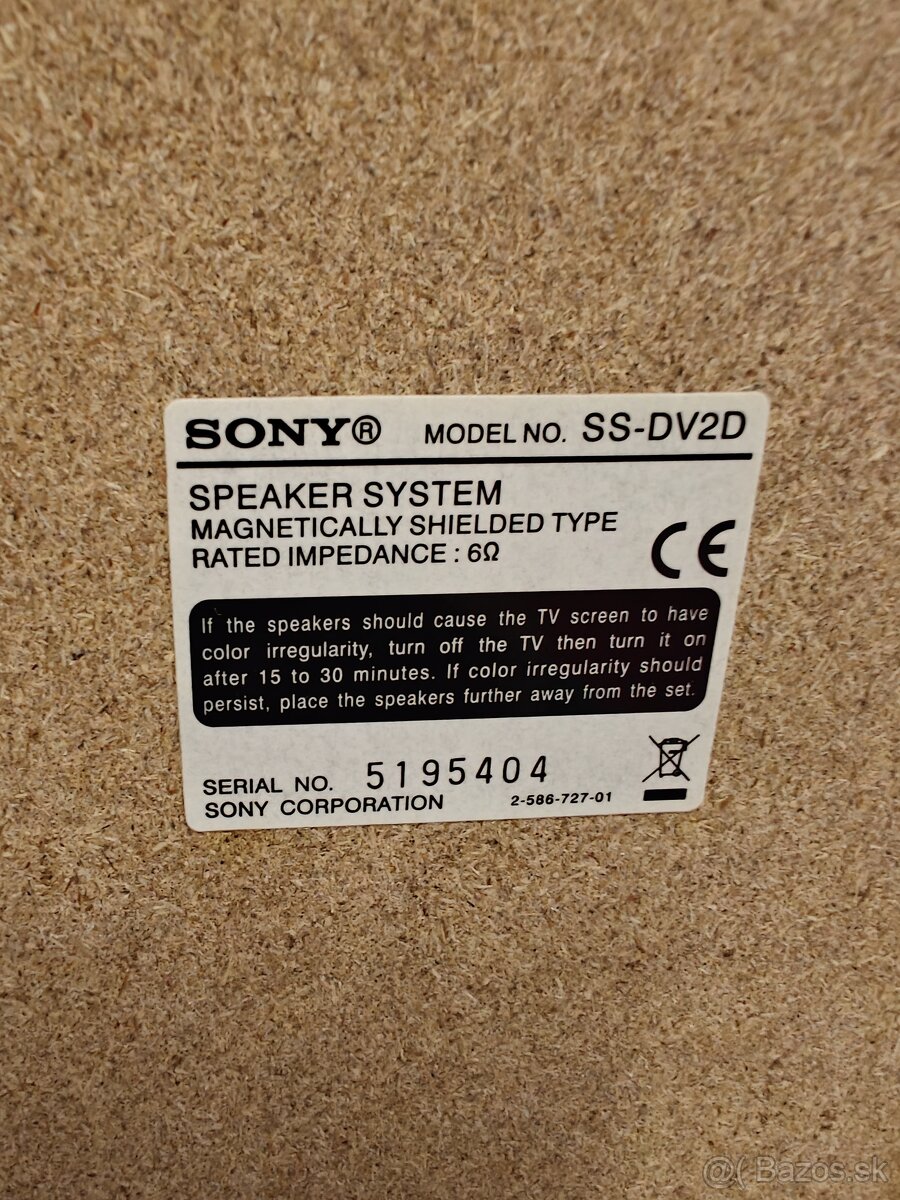 SONY® MODEL NO. SS-DV2D
SPEAKER SYSTEM
MAGNETICALLY SHIELDED TYPE
RATED IMPEDANCE : 6Ω
CE
If the speakers should cause the TV screen to have
color irregularity, turn off the TV then turn it on
after 15 to 30 minutes. If color irregularity should
persist, place the speakers further away from the set.
SERIAL NO. 5195404
SONY CORPORATION 2-586-727-01
@( Bazos.sk